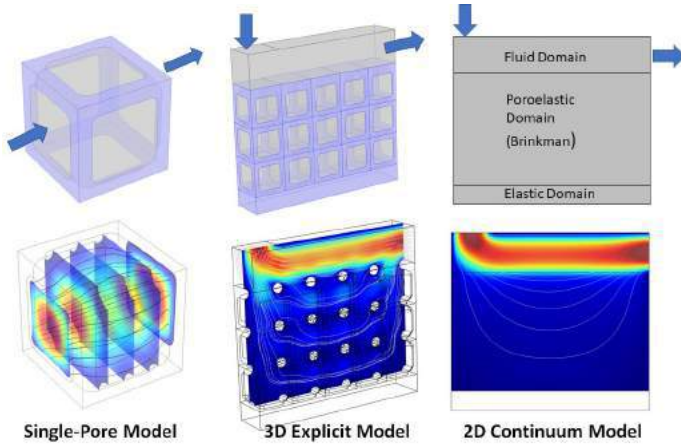 Fluid Domain
Poroelastic
Domain
(Brinkman)
Elastic Domain
Single-Pore Model
3D Explicit Model
2D Continuum Model